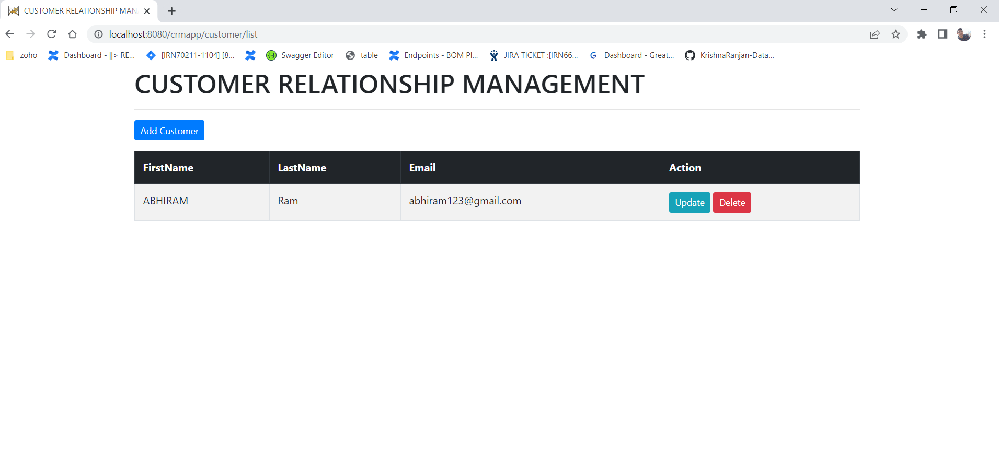 CUSTOMER RELATIONSHIP MAN
localhost:8080/crmapp/customer/list
zoho Dashboard - ||> RE... [IRN70211-1104] [8... Swagger Editor table Endpoints - BOM PI... JIRA TICKET :[IRN66... Dashboard - Great... KrishnaRanjan-Data...
CUSTOMER RELATIONSHIP MANAGEMENT
Add Customer
FirstName LastName Email Action
ABHIRAM Ram abhiram123@gmail.com Update Delete